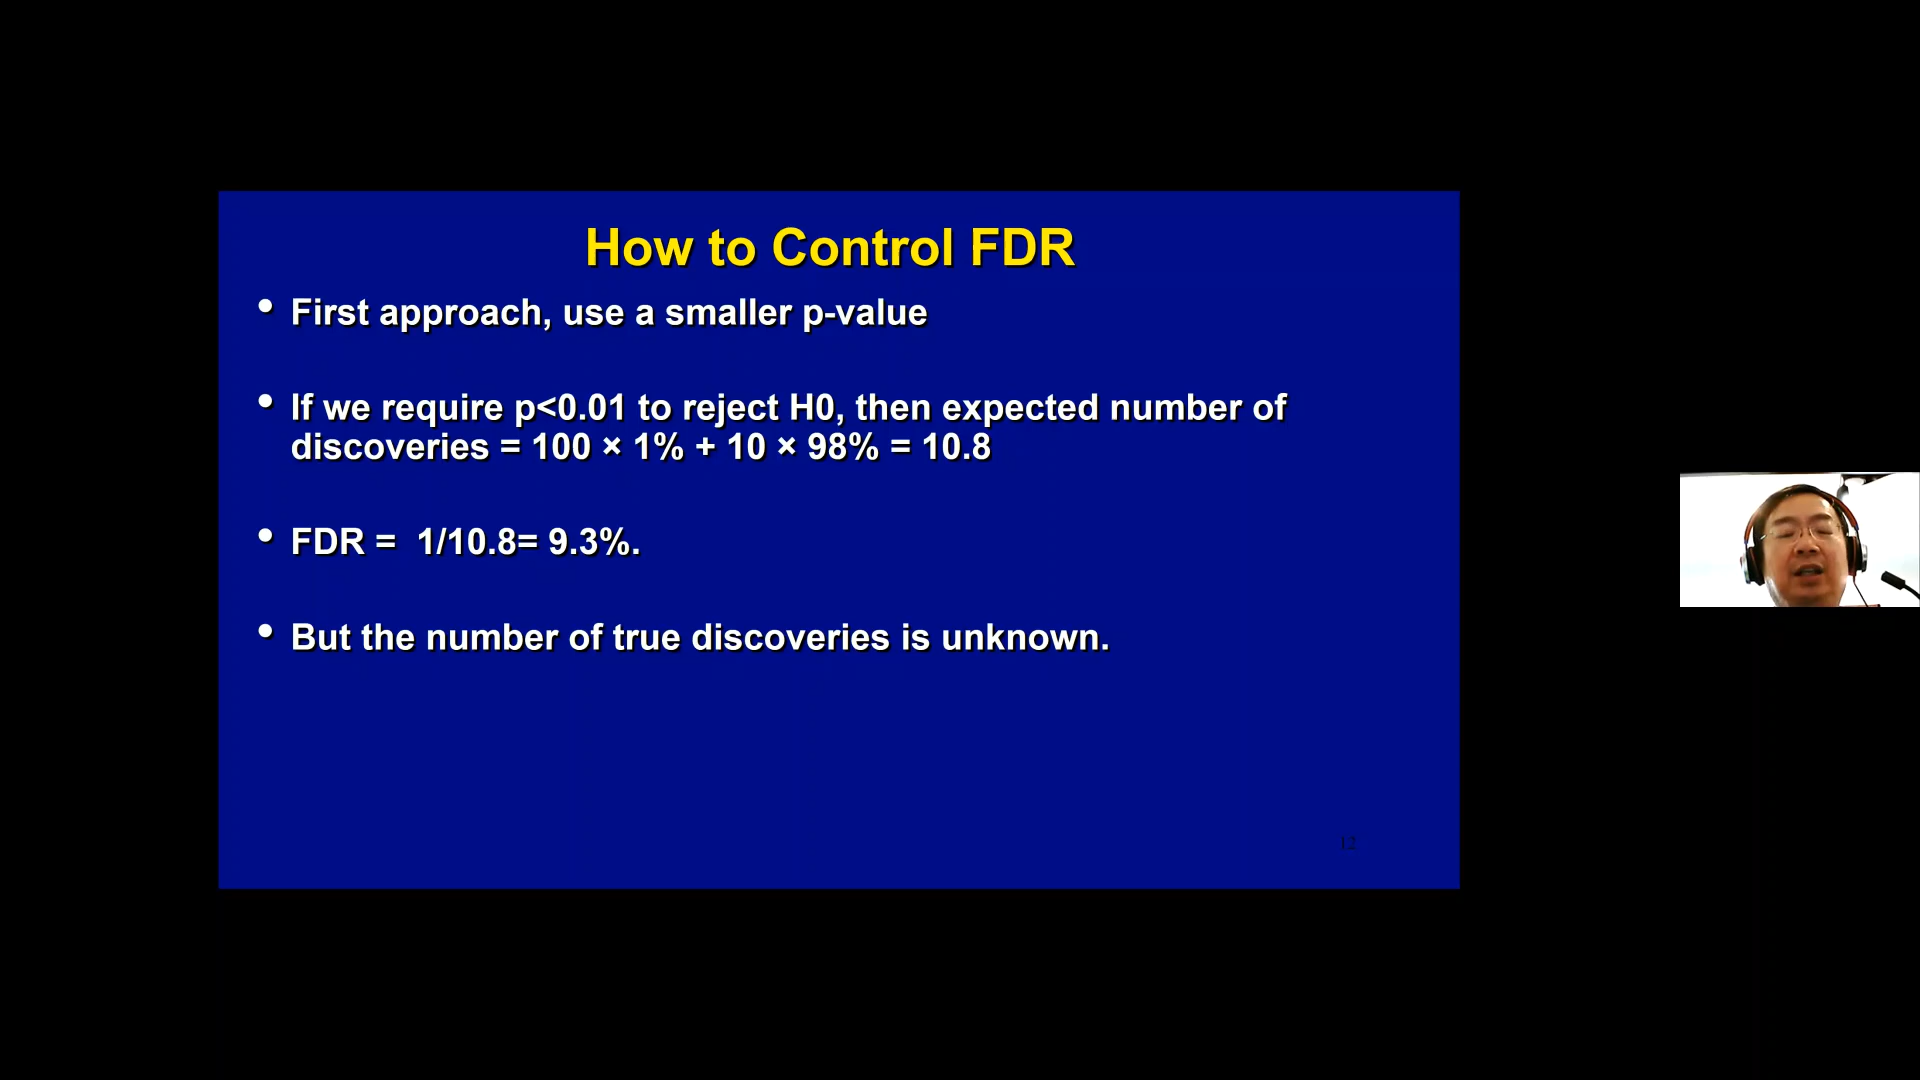 How to Control FDR
• First approach, use a smaller p-value
• If we require p<0.01 to reject H0, then expected number of
discoveries = 100 × 1% + 10 × 98% = 10.8
• FDR =  1/10.8= 9.3%.
• But the number of true discoveries is unknown.
12